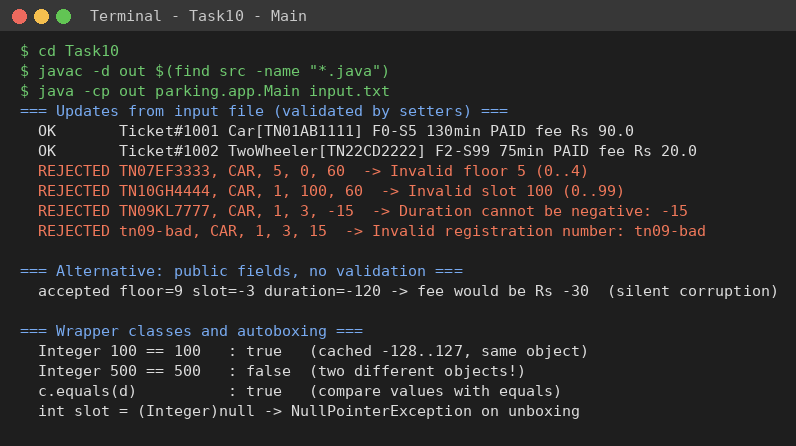 Terminal - Task10 - Main
$ cd Task10
$ javac -d out $(find src -name "*.java")
$ java -cp out parking.app.Main input.txt
=== Updates from input file (validated by setters) ===
  OK       Ticket#1001 Car[TN01AB1111] F0-S5 130min PAID fee Rs 90.0
  OK       Ticket#1002 TwoWheeler[TN22CD2222] F2-S99 75min PAID fee Rs 20.0
  REJECTED TN07EF3333, CAR, 5, 0, 60  -> Invalid floor 5 (0..4)
  REJECTED TN10GH4444, CAR, 1, 100, 60  -> Invalid slot 100 (0..99)
  REJECTED TN09KL7777, CAR, 1, 3, -15  -> Duration cannot be negative: -15
  REJECTED tn09-bad, CAR, 1, 3, 15  -> Invalid registration number: tn09-bad
=== Alternative: public fields, no validation ===
  accepted floor=9 slot=-3 duration=-120 -> fee would be Rs -30  (silent corruption)
=== Wrapper classes and autoboxing ===
  Integer 100 == 100   : true   (cached -128..127, same object)
  Integer 500 == 500   : false  (two different objects!)
  c.equals(d)          : true   (compare values with equals)
  int slot = (Integer)null -> NullPointerException on unboxing